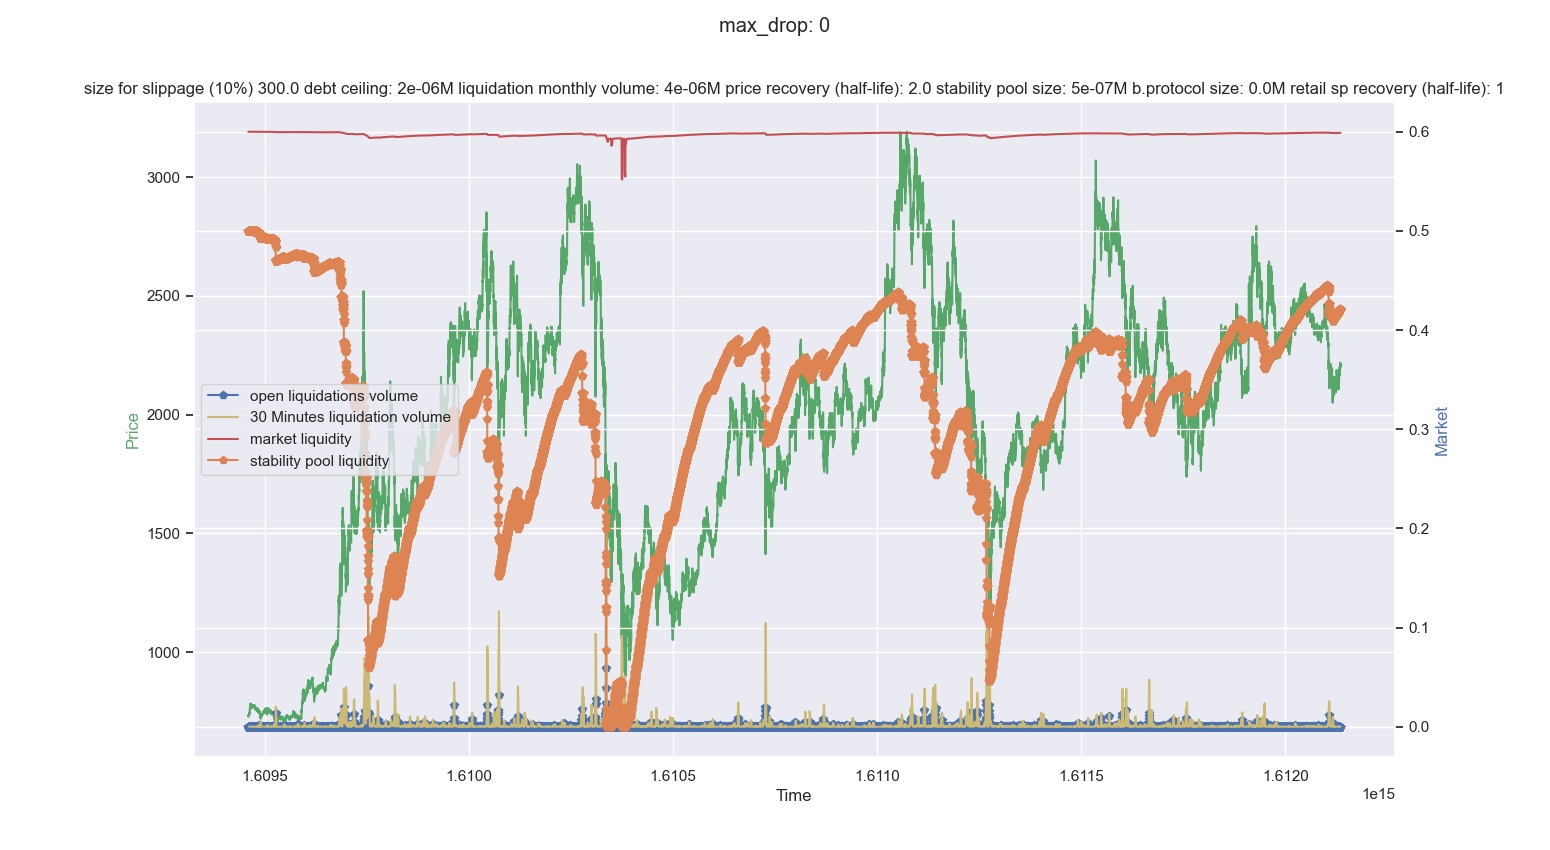 max_drop: 0
size for slippage (10%) 300.0 debt ceiling: 2e-06M liquidation monthly volume: 4e-06M price recovery (half-life): 2.0 stability pool size: 5e-07M b.protocol size: 0.0M retail sp recovery (half-life): 1
3000
2500
2000
1500
1000
Price
open liquidations volume
30 Minutes liquidation volume
market liquidity
stability pool liquidity
0.6
0.5
0.4
0.3
0.2
0.1
0.0
Market
1.6095 1.6100 1.6105 1.6110 1.6115 1.6120
Time
1e15